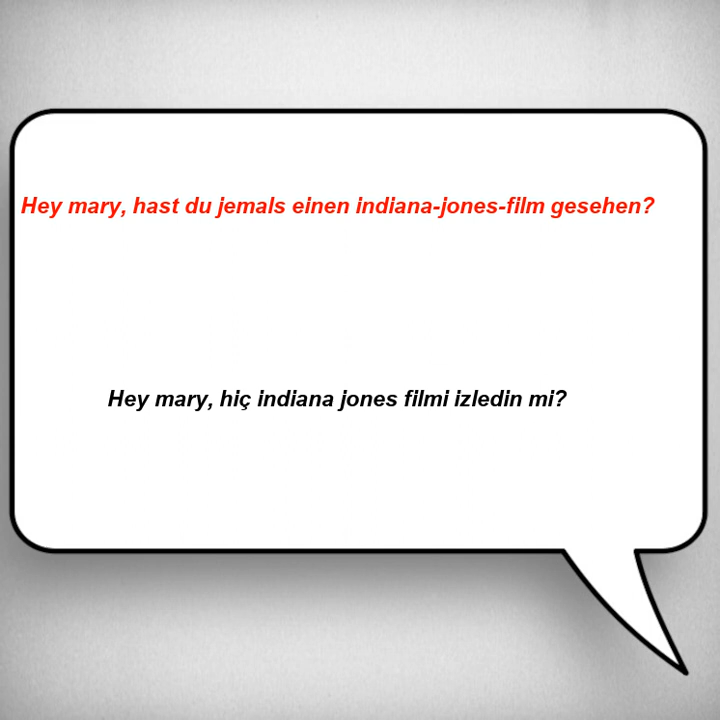 Hey mary, hast du jemals einen indiana-jones-film gesehen?
Hey mary, hiç indiana jones filmi izledin mi?